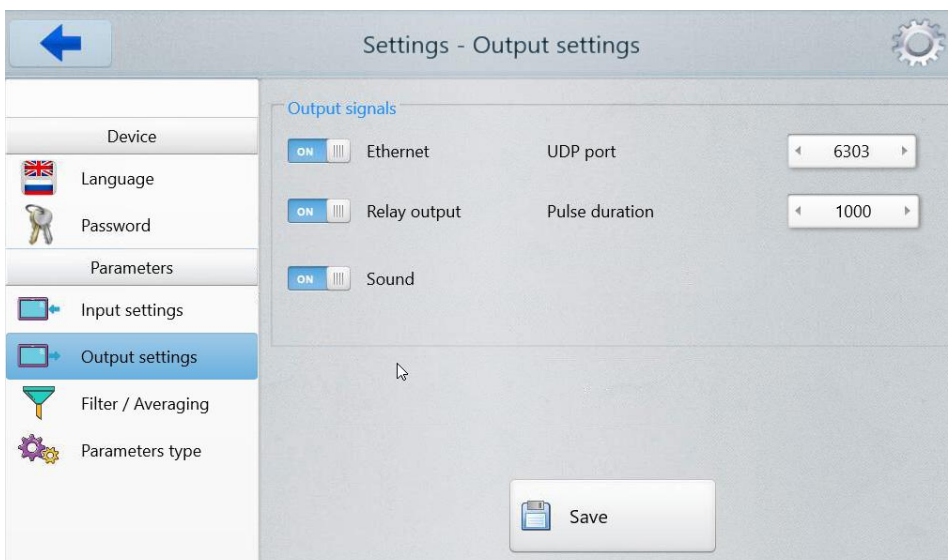 Settings - Output settings
Device
Language
Password
Parameters
Input settings
Output settings
Filter / Averaging
Parameters type
Output signals
ON Ethernet UDP port 6303
ON Relay output Pulse duration 1000
ON Sound
Save